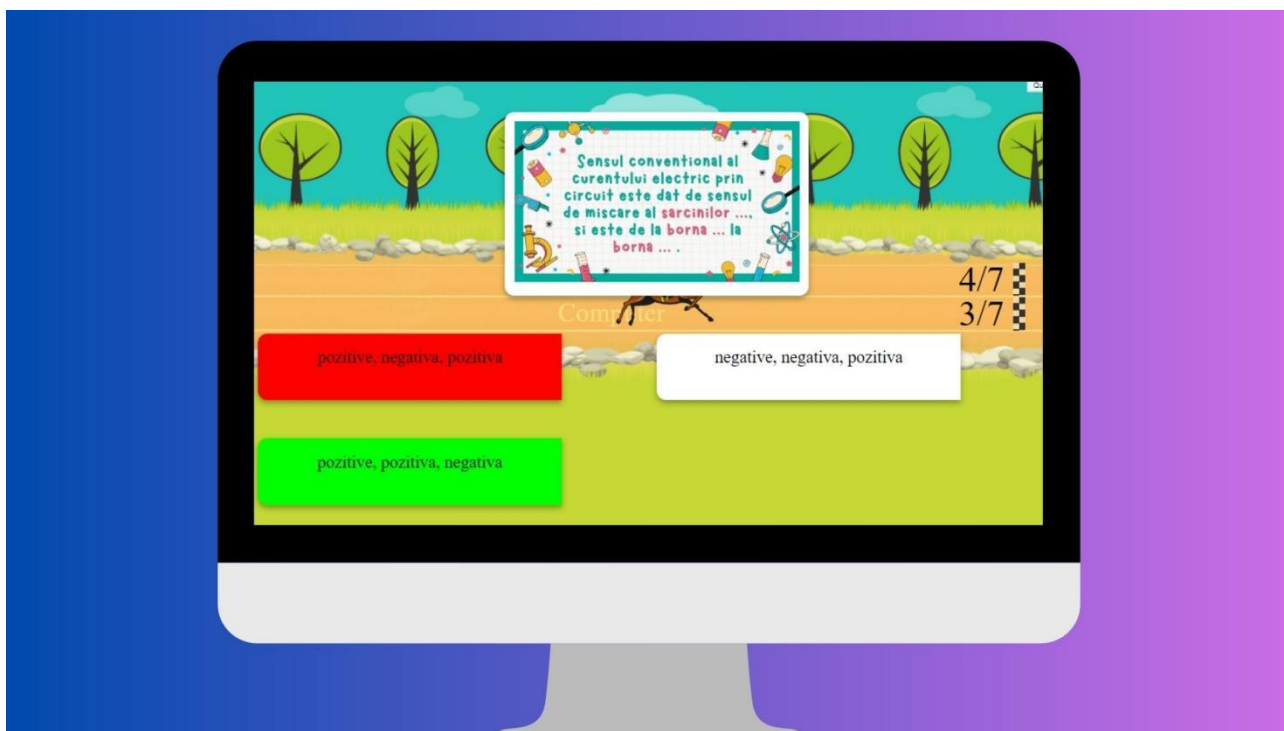 Sensul conventional al
curentului electric prin
circuit este dat de sensul
de miscare al sarcinilor ...,
si este de la borna ... la
borna ... .
4/7
3/7
Computer
pozitive, negativa, pozitiva
negative, negativa, pozitiva
pozitive, pozitiva, negativa